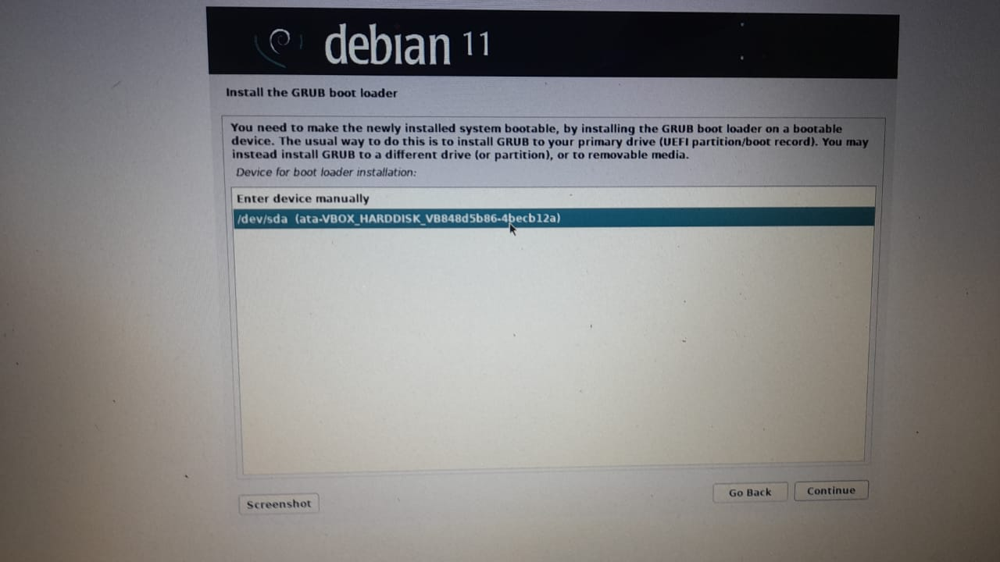 debian 11
Install the GRUB boot loader
You need to make the newly installed system bootable, by installing the GRUB boot loader on a bootable
device. The usual way to do this is to install GRUB to your primary drive (UEFI partition/boot record). You may
instead install GRUB to a different drive (or partition), or to removable media.
Device for boot loader installation:
Enter device manually
/dev/sda (ata-VBOX_HARDDISK_VB848d5b86-4becb12a)
Screenshot
Go Back
Continue